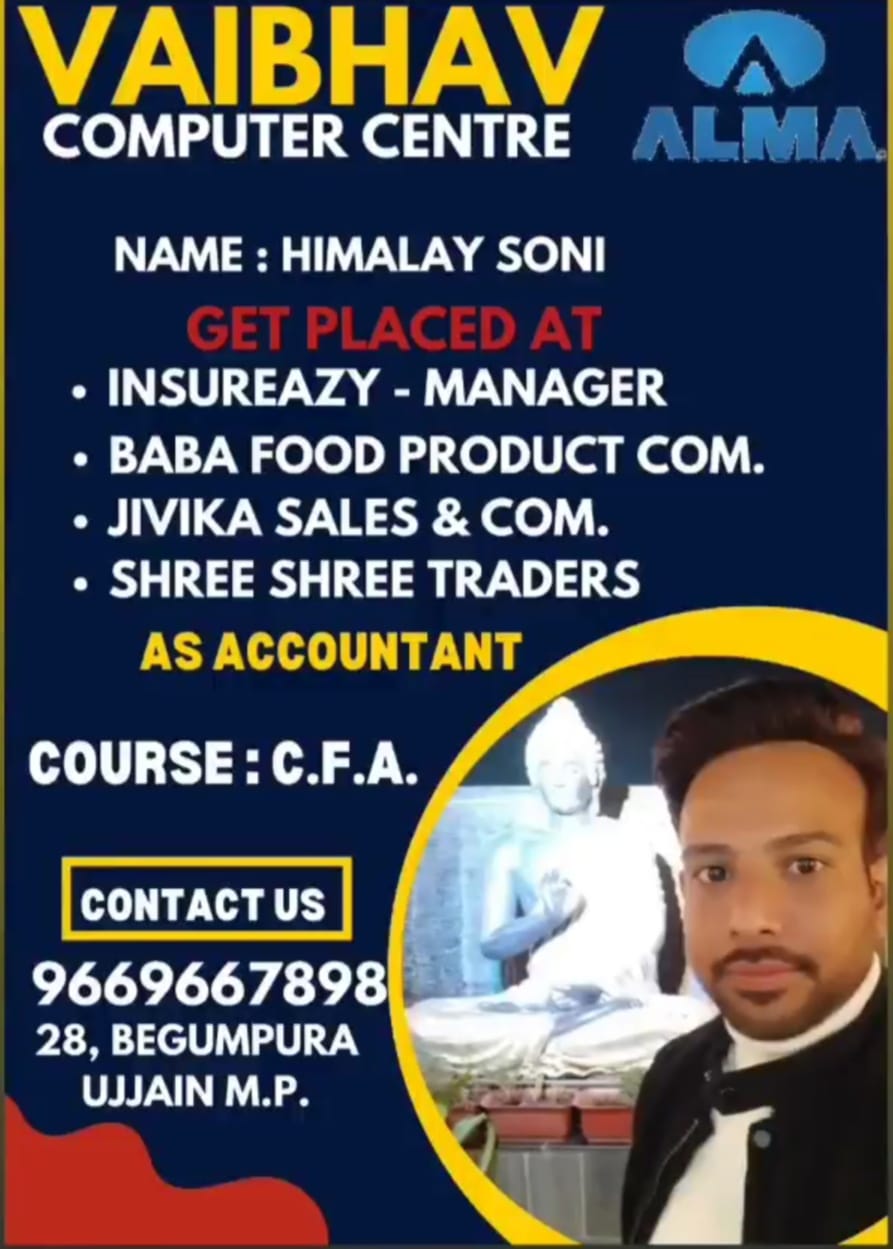 VAIBHAV
COMPUTER CENTRE
ALMA
NAME : HIMALAY SONI
GET PLACED AT
• INSUREAZY - MANAGER
• BABA FOOD PRODUCT COM.
• JIVIKA SALES & COM.
• SHREE SHREE TRADERS
AS ACCOUNTANT
COURSE : C.F.A.
CONTACT US
9669667898
28, BEGUMPURA
UJJAIN M.P.